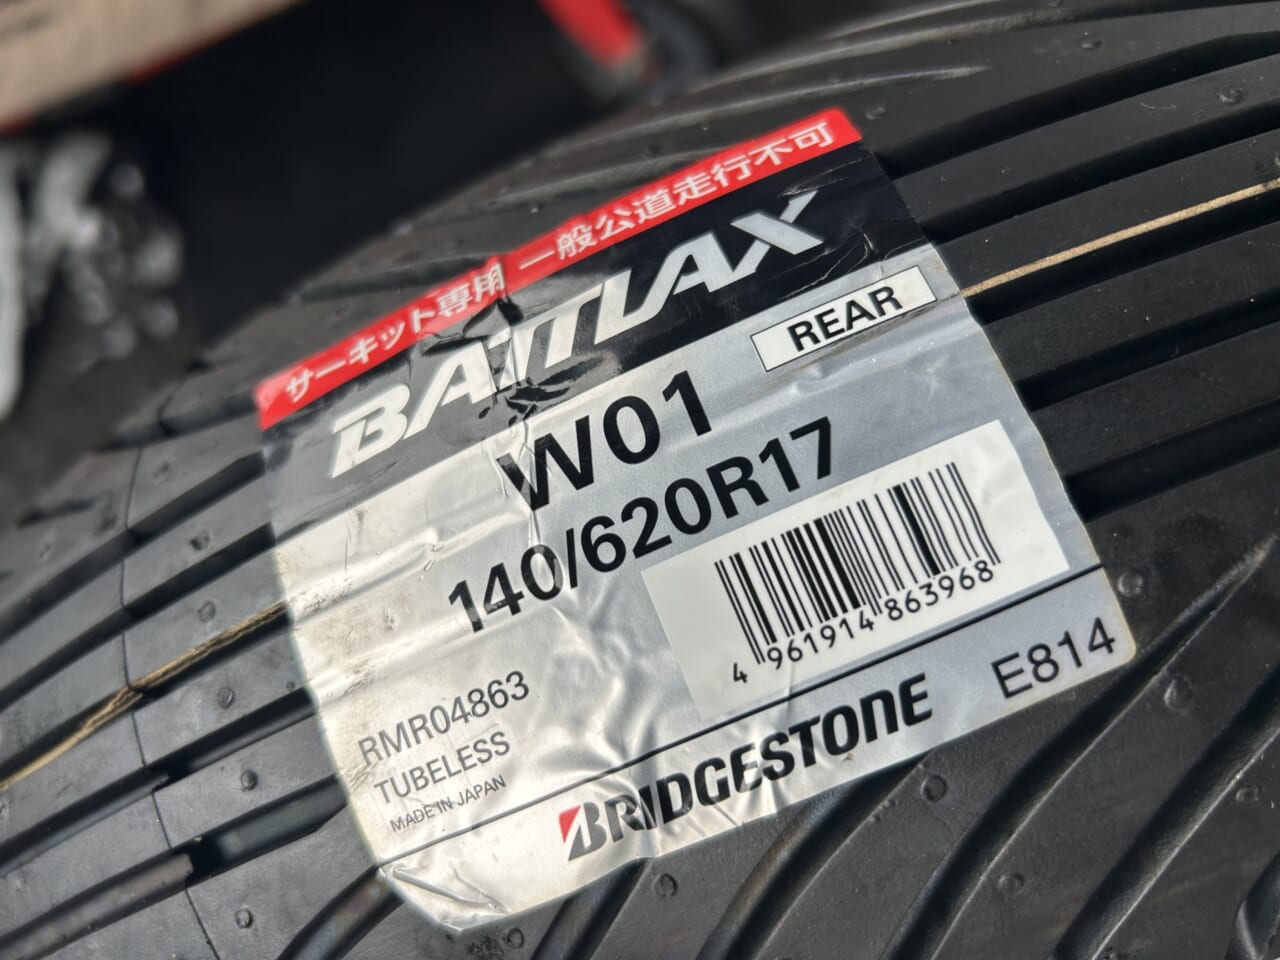 サーキット専用 一般公道走行不可
BATTLAX
REAR
W01
140/620R17
4 961914 863968
RMR04863
TUBELESS
MADE IN JAPAN
BRIDGESTONE
E814